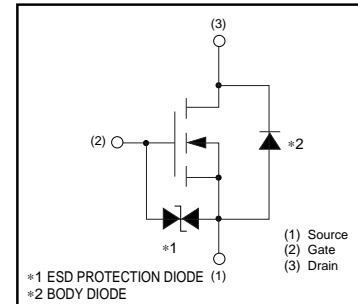 (3)
(2)
∗2
∗1
(1) Source
(2) Gate
(3) Drain
∗1 ESD PROTECTION DIODE (1)
∗2 BODY DIODE